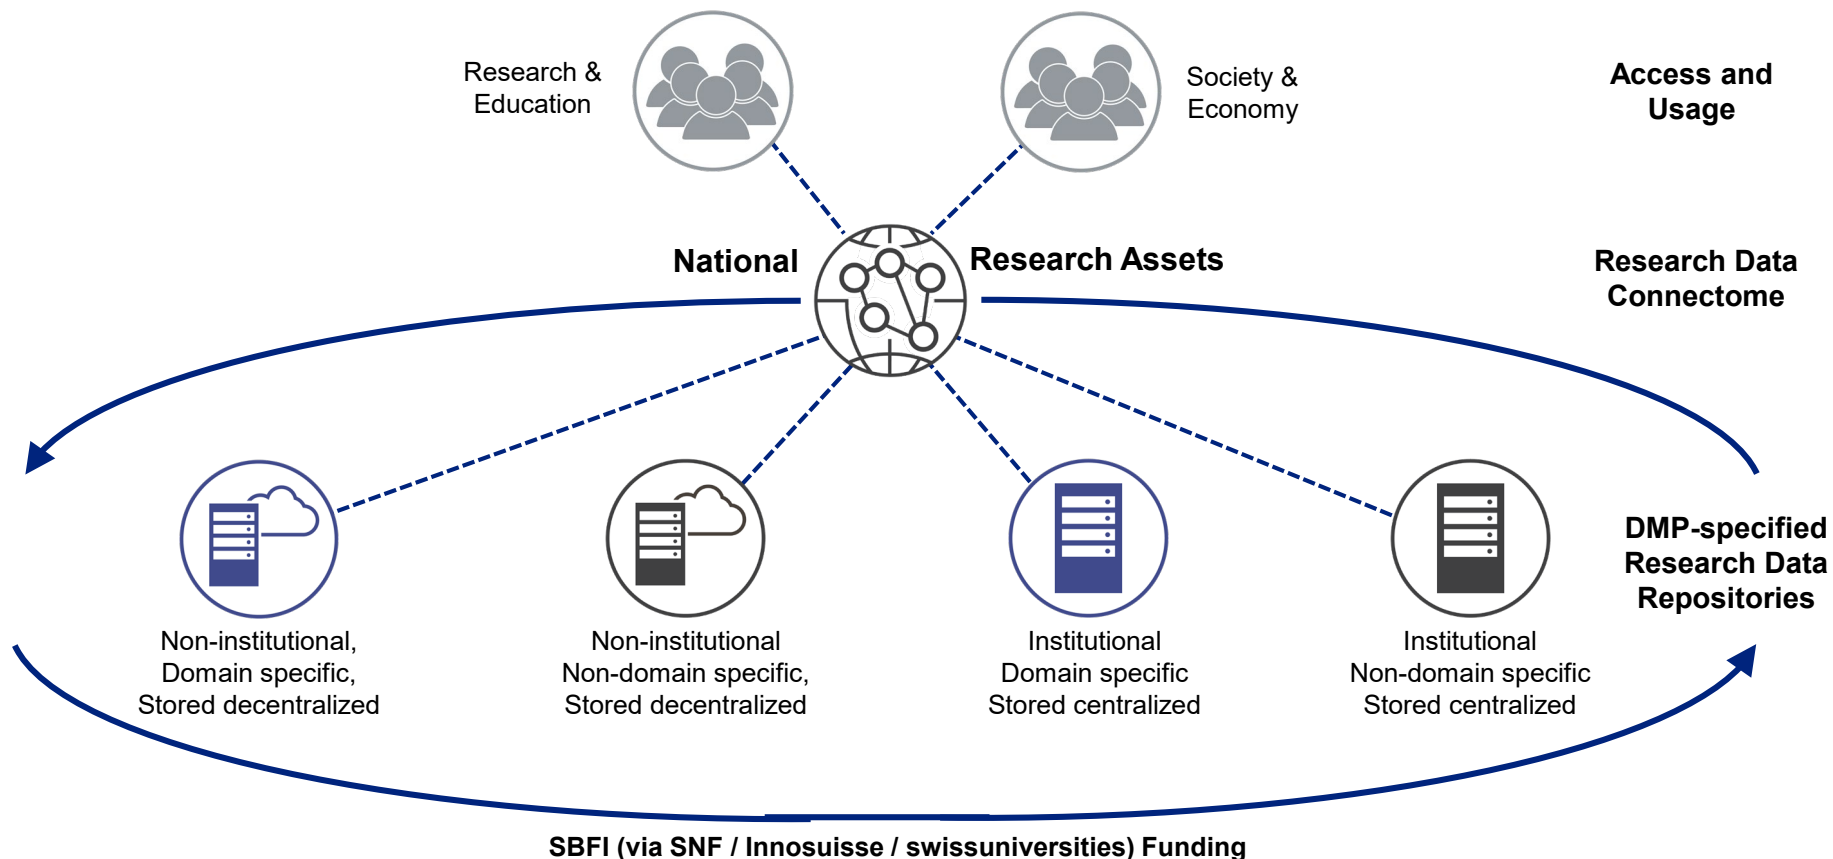 Research &
Education
Society &
Economy
Access and
Usage
National
Research Assets
Research Data
Connectome
Non-institutional,
Domain specific,
Stored decentralized
Non-institutional
Non-domain specific,
Stored decentralized
Institutional
Domain specific
Stored centralized
Institutional
Non-domain specific
Stored centralized
DMP-specified
Research Data
Repositories
SBFI (via SNF / Innosuisse / swissuniversities) Funding